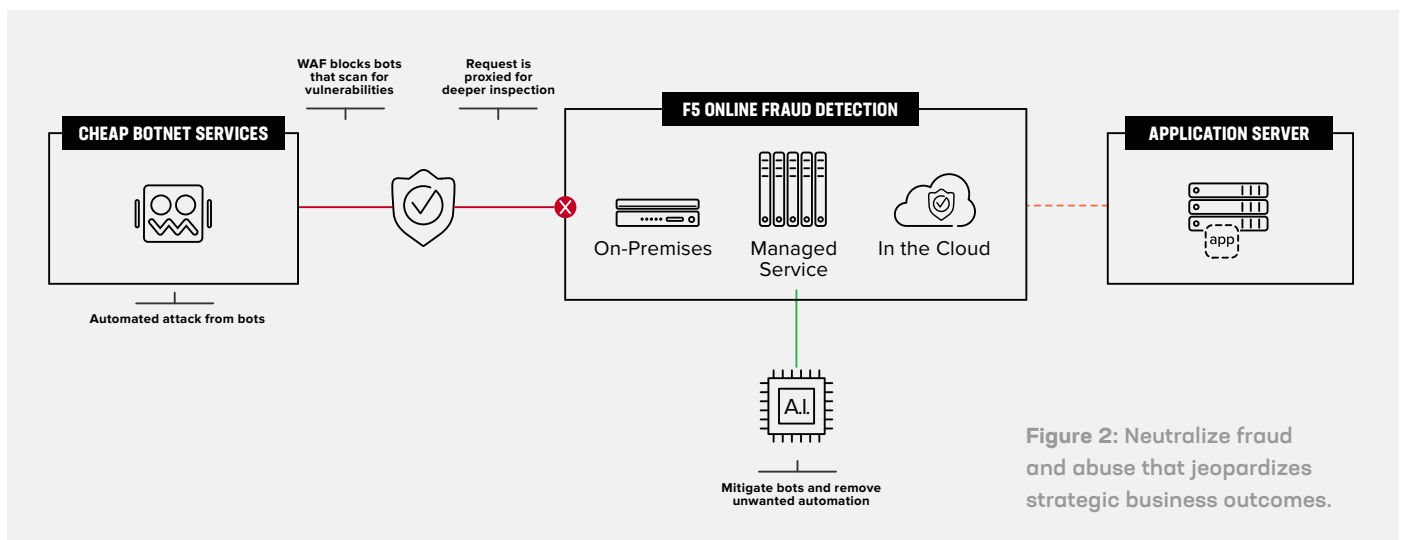 WAF blocks bots
that scan for
vulnerabilities
Request is
proxied for
deeper inspection
CHEAP BOTNET SERVICES
F5 ONLINE FRAUD DETECTION
APPLICATION SERVER
On-Premises
Managed
Service
In the Cloud
app
Automated attack from bots
A.I.
Mitigate bots and remove
unwanted automation
Figure 2: Neutralize fraud
and abuse that jeopardizes
strategic business outcomes.